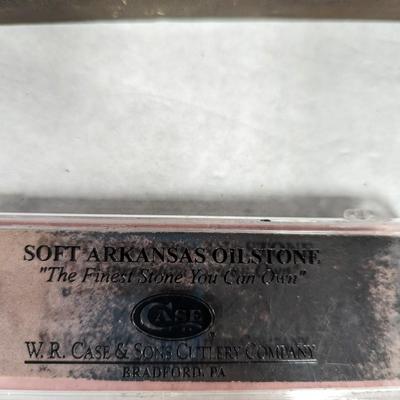 SOFT ARKANSAS OILSTONE
"The Finest Stone You Can Own"
CASE
W. R. CASE & SONS CUTLERY COMPANY
BRADFORD, PA